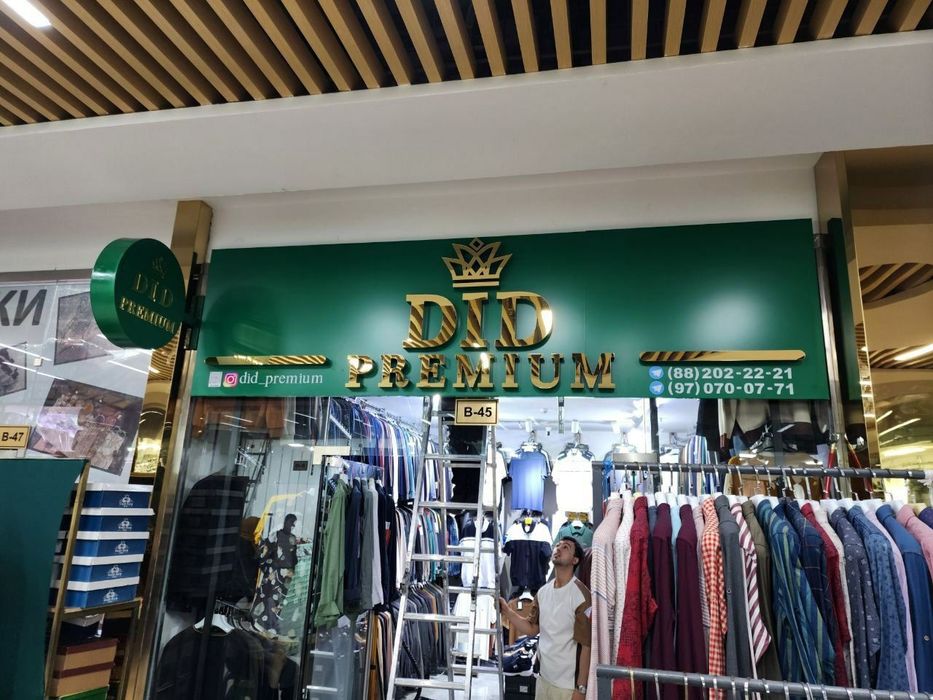 КИ
DID
PREMIUM
DID
PREMIUM
did_premium
(88) 202-22-21
(97) 070-07-71
B-45
B-47